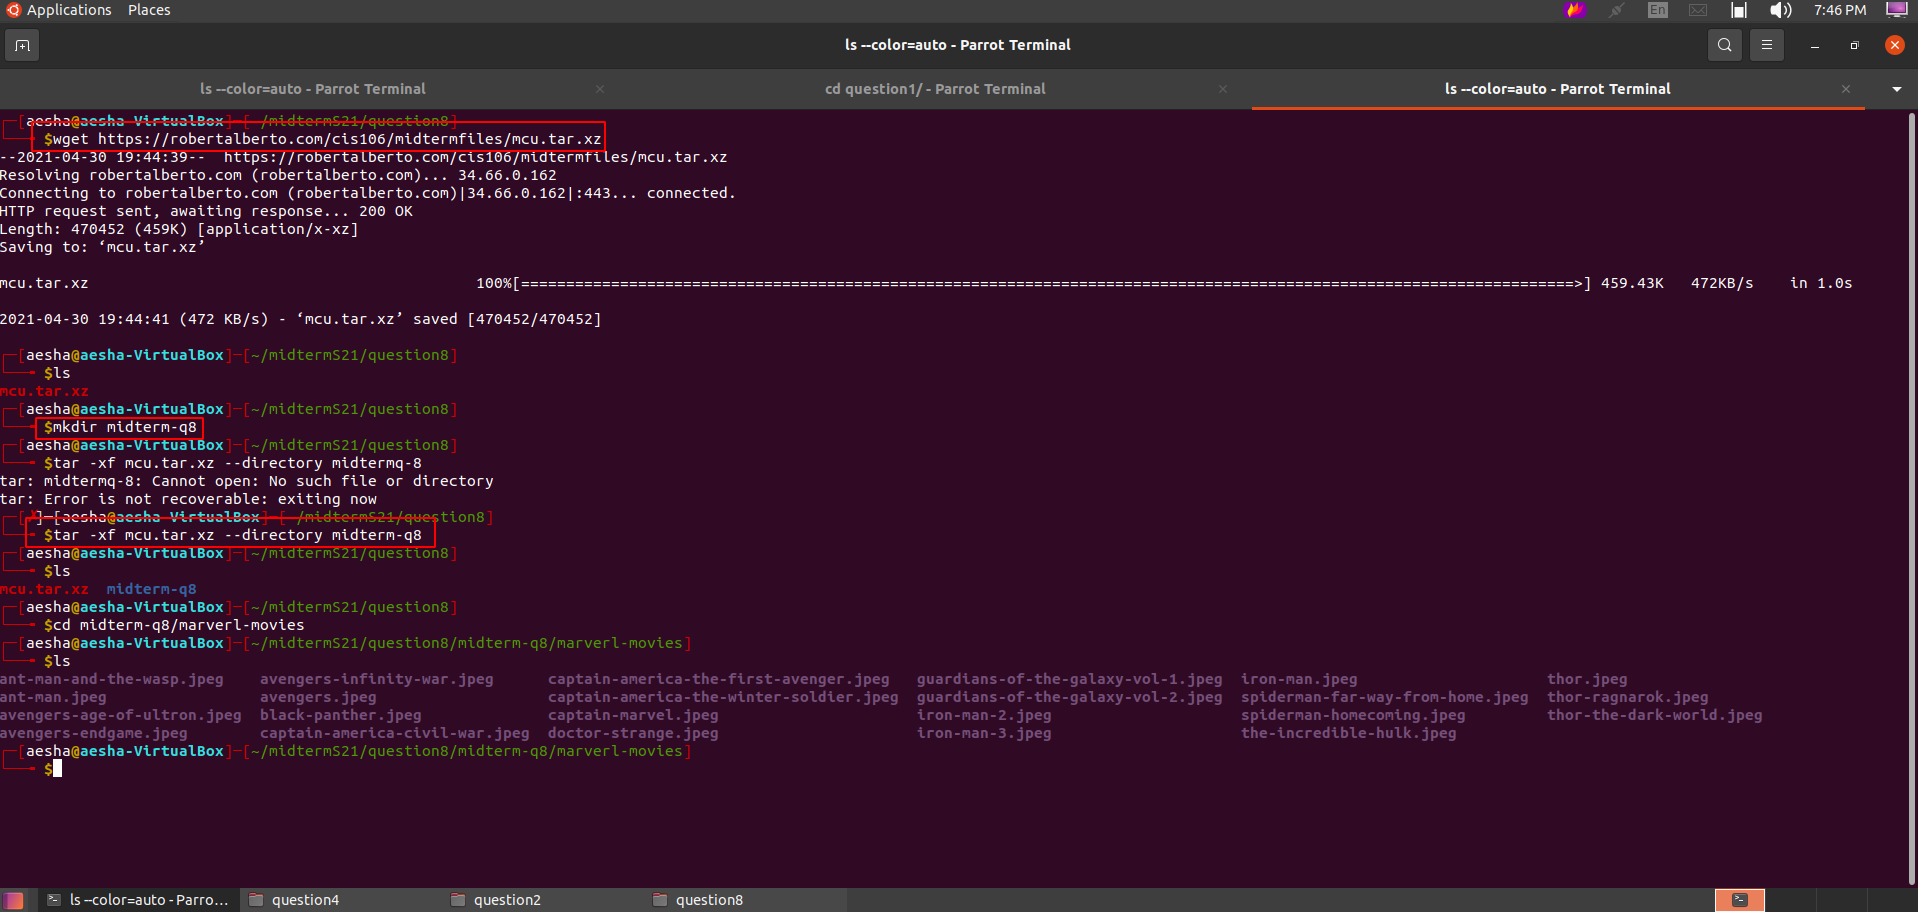 Applications Places En 7:46 PM
ls --color=auto - Parrot Terminal
ls --color=auto - Parrot Terminal cd question1/ - Parrot Terminal ls --color=auto - Parrot Terminal
[aesha@aesha-VirtualBox]─[~/midtermS21/question8]
$wget https://robertalberto.com/cis106/midtermfiles/mcu.tar.xz
--2021-04-30 19:44:39--  https://robertalberto.com/cis106/midtermfiles/mcu.tar.xz
Resolving robertalberto.com (robertalberto.com)... 34.66.0.162
Connecting to robertalberto.com (robertalberto.com)|34.66.0.162|:443... connected.
HTTP request sent, awaiting response... 200 OK
Length: 470452 (459K) [application/x-xz]
Saving to: ‘mcu.tar.xz’
mcu.tar.xz 100%[=====================================================================================================================>] 459.43K 472KB/s in 1.0s
2021-04-30 19:44:41 (472 KB/s) - ‘mcu.tar.xz’ saved [470452/470452]
[aesha@aesha-VirtualBox]─[~/midtermS21/question8]
$ls
mcu.tar.xz
[aesha@aesha-VirtualBox]─[~/midtermS21/question8]
$mkdir midterm-q8
[aesha@aesha-VirtualBox]─[~/midtermS21/question8]
$tar -xf mcu.tar.xz --directory midtermq-8
tar: midtermq-8: Cannot open: No such file or directory
tar: Error is not recoverable: exiting now
[✗]─[aesha@aesha-VirtualBox]─[~/midtermS21/question8]
$tar -xf mcu.tar.xz --directory midterm-q8
[aesha@aesha-VirtualBox]─[~/midtermS21/question8]
$ls
mcu.tar.xz  midterm-q8
[aesha@aesha-VirtualBox]─[~/midtermS21/question8]
$cd midterm-q8/marverl-movies
[aesha@aesha-VirtualBox]─[~/midtermS21/question8/midterm-q8/marverl-movies]
$ls
ant-man-and-the-wasp.jpeg avengers-infinity-war.jpeg captain-america-the-first-avenger.jpeg guardians-of-the-galaxy-vol-1.jpeg iron-man.jpeg thor.jpeg
ant-man.jpeg avengers.jpeg captain-america-the-winter-soldier.jpeg guardians-of-the-galaxy-vol-2.jpeg spiderman-far-way-from-home.jpeg thor-ragnarok.jpeg
avengers-age-of-ultron.jpeg black-panther.jpeg captain-marvel.jpeg iron-man-2.jpeg spiderman-homecoming.jpeg thor-the-dark-world.jpeg
avengers-endgame.jpeg captain-america-civil-war.jpeg doctor-strange.jpeg iron-man-3.jpeg the-incredible-hulk.jpeg
[aesha@aesha-VirtualBox]─[~/midtermS21/question8/midterm-q8/marverl-movies]
$
ls --color=auto - Parro... question4 question2 question8